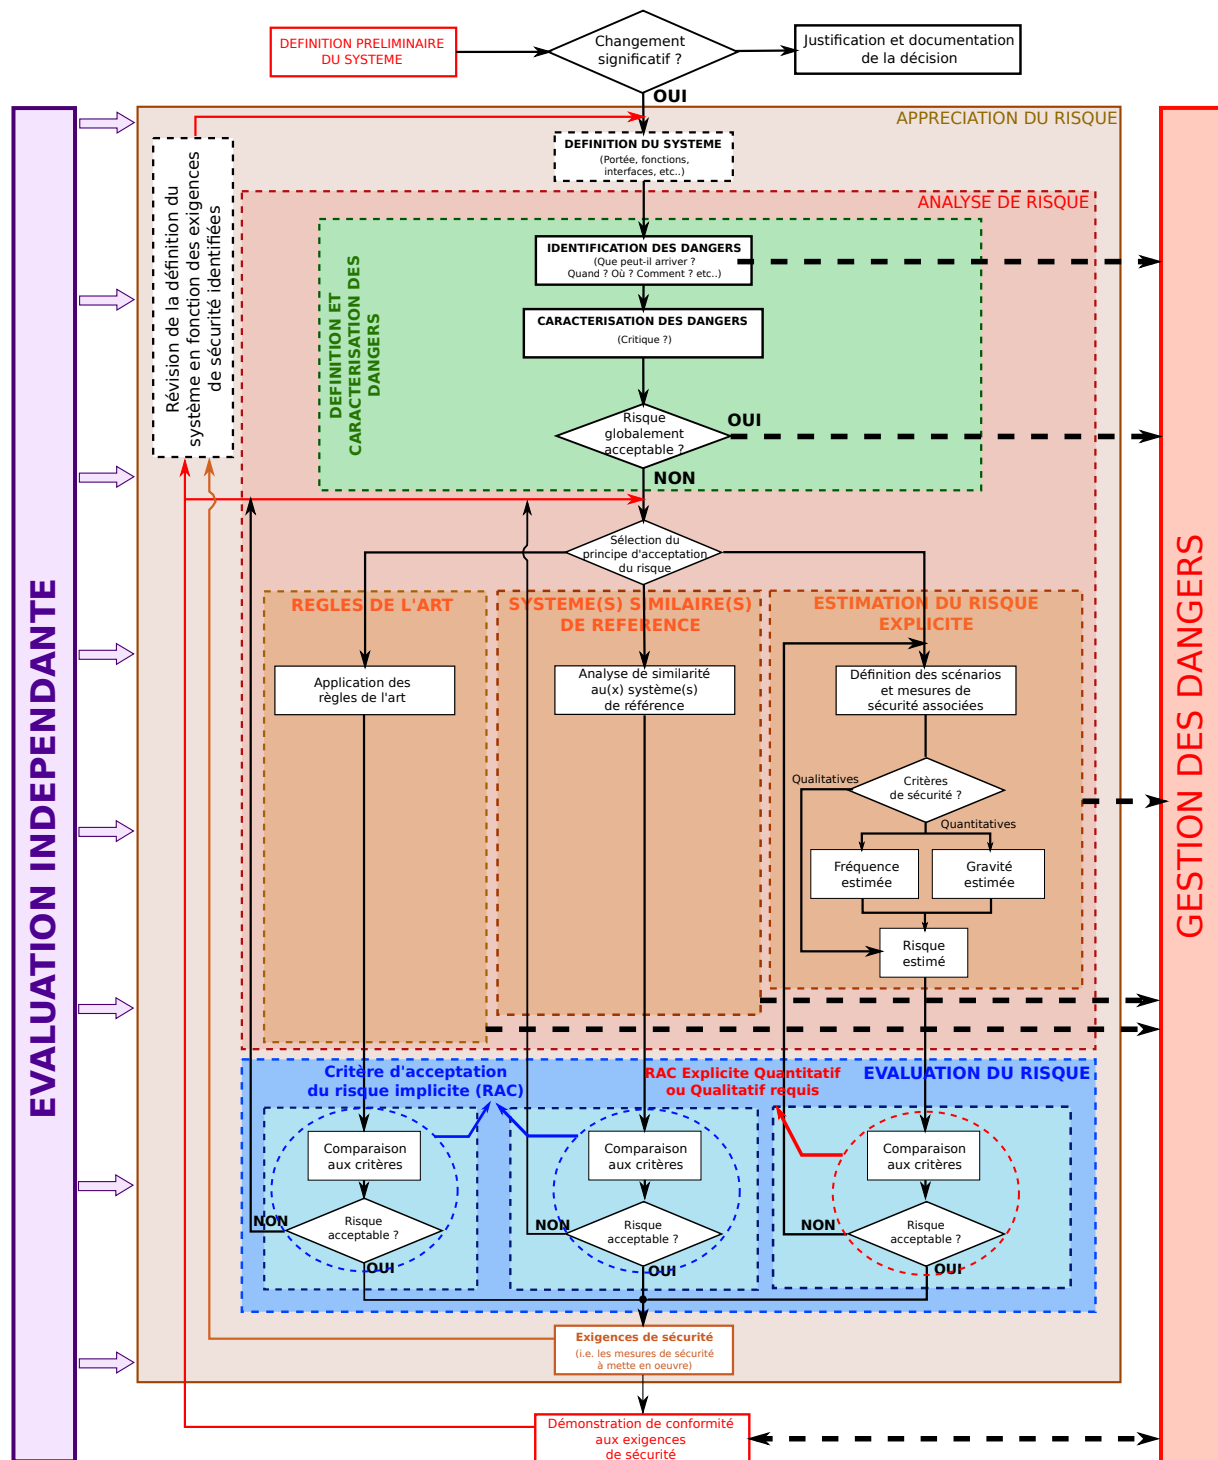 DEFINITION PRELIMINAIRE
DU SYSTEME
Changement
significatif ?
Justification et documentation
de la décision
OUI
APPRECIATION DU RISQUE
EVALUATION INDEPENDANTE
GESTION DES DANGERS
Révision de la définition du
système en fonction des exigences
de sécurité identifiées
DEFINITION DU SYSTEME
(Portée, fonctions,
interfaces, etc..)
ANALYSE DE RISQUE
DEFINITION ET
CARACTERISATION DES
DANGERS
IDENTIFICATION DES DANGERS
(Que peut-il arriver ?
Quand ? Où ? Comment ? etc..)
CARACTERISATION DES DANGERS
(Critique ?)
Risque
globalement
acceptable ?
OUI
NON
Sélection du
principe d'acceptation
du risque
REGLES DE L'ART
SYSTEME(S) SIMILAIRE(S)
DE REFERENCE
ESTIMATION DU RISQUE
EXPLICITE
Application des
règles de l'art
Analyse de similarité
au(x) système(s)
de référence
Définition des scénarios
et mesures de
sécurité associées
Qualitatives
Critères
de sécurité ?
Quantitatives
Fréquence
estimée
Gravité
estimée
Risque
estimé
Critère d'acceptation
du risque implicite (RAC)
RAC Explicite Quantitatif
ou Qualitatif requis
EVALUATION DU RISQUE
Comparaison
aux critères
Comparaison
aux critères
Comparaison
aux critères
NON
Risque
acceptable ?
OUI
NON
Risque
acceptable ?
OUI
NON
Risque
acceptable ?
OUI
Exigences de sécurité
(i.e. les mesures de sécurité
à mette en oeuvre)
Démonstration de conformité
aux exigences
de sécurité